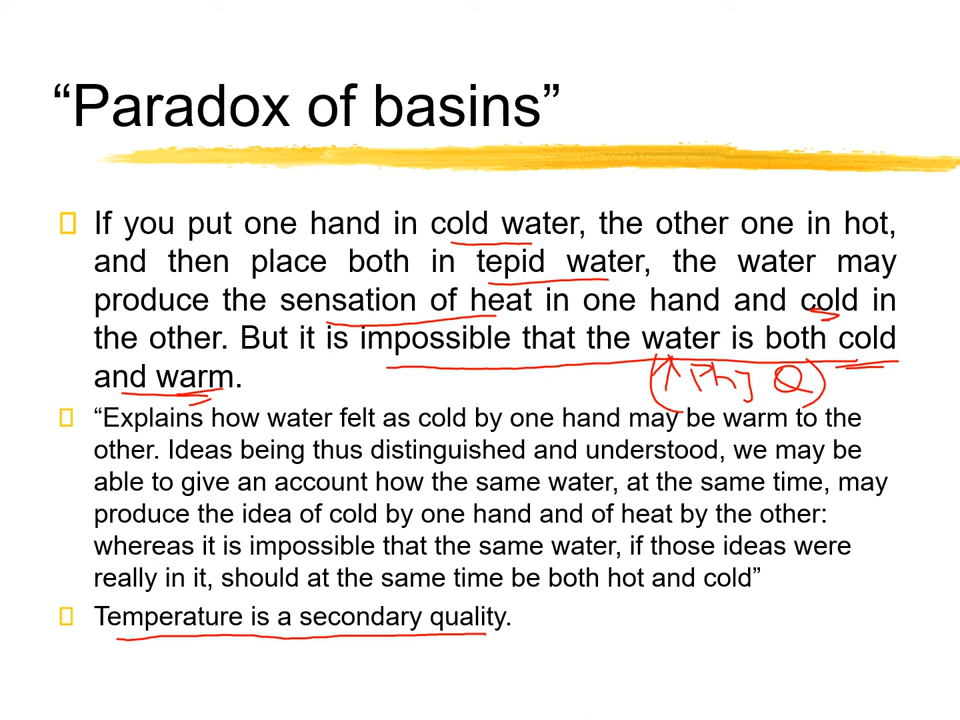 “Paradox of basins”
If you put one hand in cold water, the other one in hot,
and then place both in tepid water, the water may
produce the sensation of heat in one hand and cold in
the other. But it is impossible that the water is both cold
and warm.
“Explains how water felt as cold by one hand may be warm to the
other. Ideas being thus distinguished and understood, we may be
able to give an account how the same water, at the same time, may
produce the idea of cold by one hand and of heat by the other:
whereas it is impossible that the same water, if those ideas were
really in it, should at the same time be both hot and cold”
Temperature is a secondary quality.